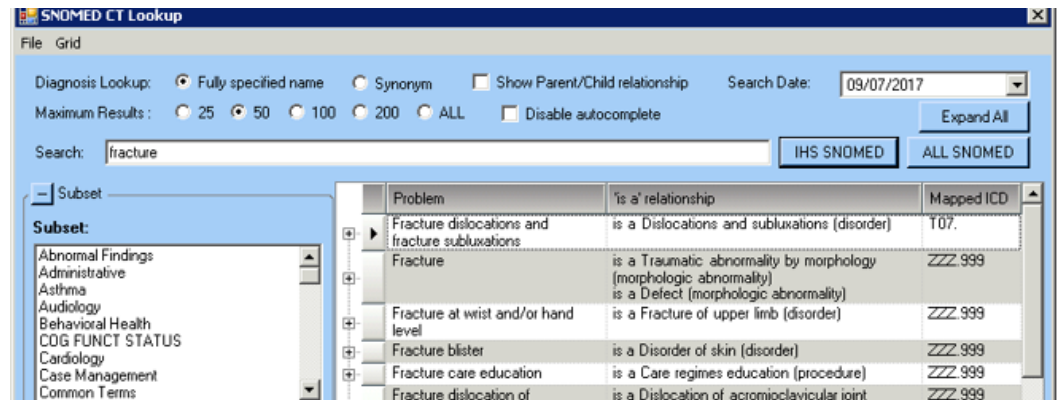 SNOMED CT Lookup
File Grid
Diagnosis Lookup: Fully specified name Synonym Show Parent/Child relationship Search Date: 09/07/2017
Maximum Results : 25 50 100 200 ALL Disable autocomplete Expand All
Search: fracture IHS SNOMED ALL SNOMED
Subset
Subset:
Abnormal Findings
Administrative
Asthma
Audiology
Behavioral Health
COG FUNCT STATUS
Cardiology
Case Management
Common Terms
Problem 'is a' relationship Mapped ICD
Fracture dislocations and is a Dislocations and subluxations (disorder) T07.
fracture subluxations
Fracture is a Traumatic abnormality by morphology ZZZ.999
(morphologic abnormality)
is a Defect (morphologic abnormality)
Fracture at wrist and/or hand is a Fracture of upper limb (disorder) ZZZ.999
level
Fracture blister is a Disorder of skin (disorder) ZZZ.999
Fracture care education is a Care regimes education (procedure) ZZZ.999
Fracture dislocation of is a Dislocation of acromioclavicular joint ZZZ.999